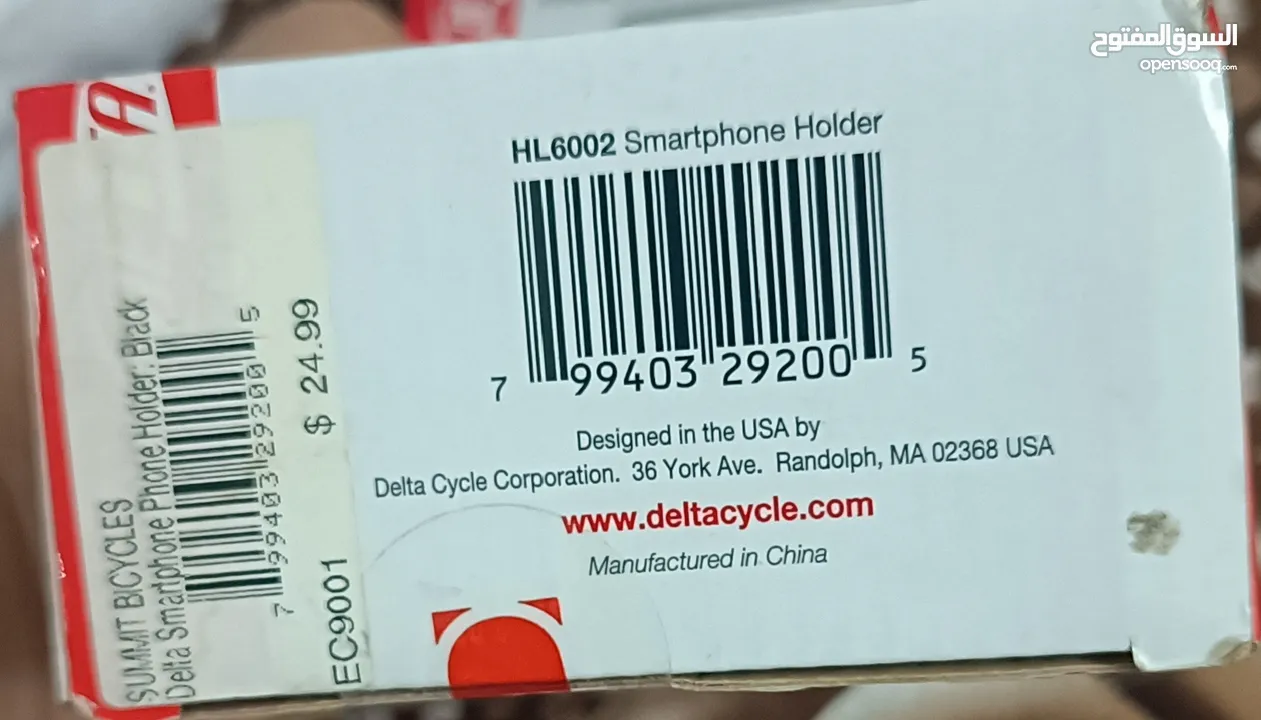 السوق المفتوح
opensooq.com
HL6002 Smartphone Holder
7 99403 29200 5
Designed in the USA by
Delta Cycle Corporation. 36 York Ave. Randolph, MA 02368 USA
www.deltacycle.com
Manufactured in China
SUMMIT BICYCLES
Delta Smartphone Phone Holder: Black
7 99403 29200 5
$ 24.99
EC9001